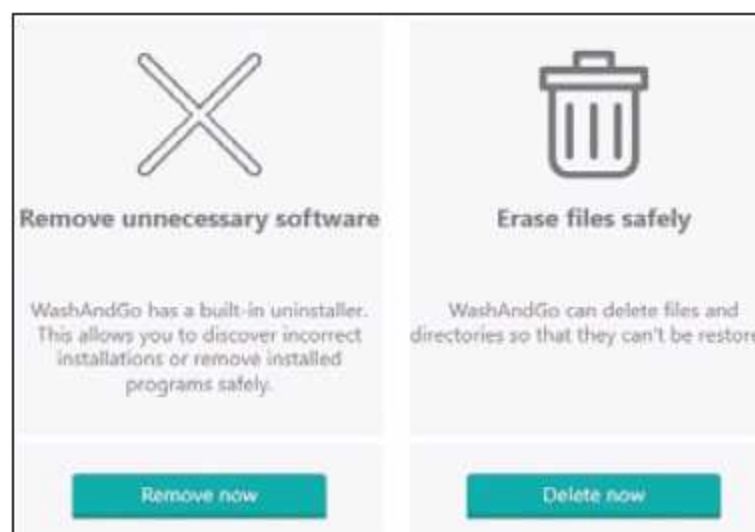 Remove unnecessary software
WashAndGo has a built-in uninstaller.
This allows you to discover incorrect
installations or remove installed
programs safely.
Remove now
Erase files safely
WashAndGo can delete files and
directories so that they can't be restore
Delete now